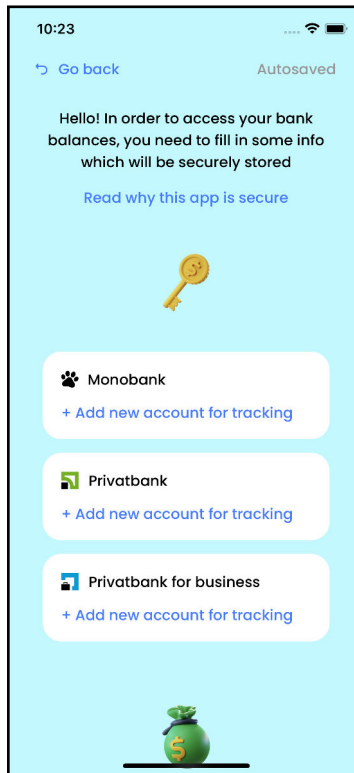 10:23
Go back
Autosaved
Hello! In order to access your bank
balances, you need to fill in some info
which will be securely stored
Read why this app is secure
$
Monobank
+ Add new account for tracking
Privatbank
+ Add new account for tracking
Privatbank for business
+ Add new account for tracking
$